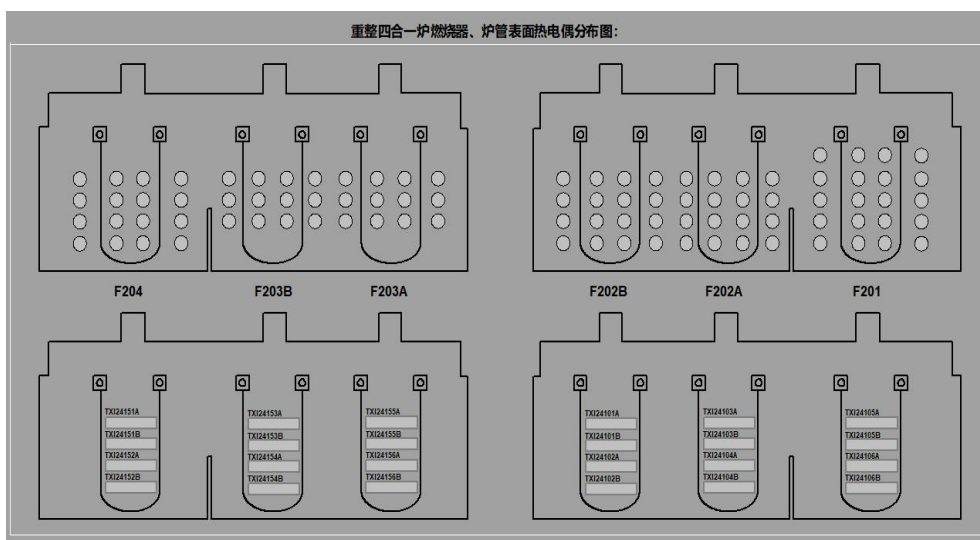 重整四合一炉燃烧器、炉管表面热电偶分布图：
F204 F203B F203A F202B F202A F201
TXI24151A TXI24153A TXI24155A TXI24101A TXI24103A TXI24105A
TXI24151B TXI24153B TXI24155B TXI24101B TXI24103B TXI24105B
TXI24152A TXI24154A TXI24156A TXI24102A TXI24104A TXI24106A
TXI24152B TXI24154B TXI24156B TXI24102B TXI24104B TXI24106B